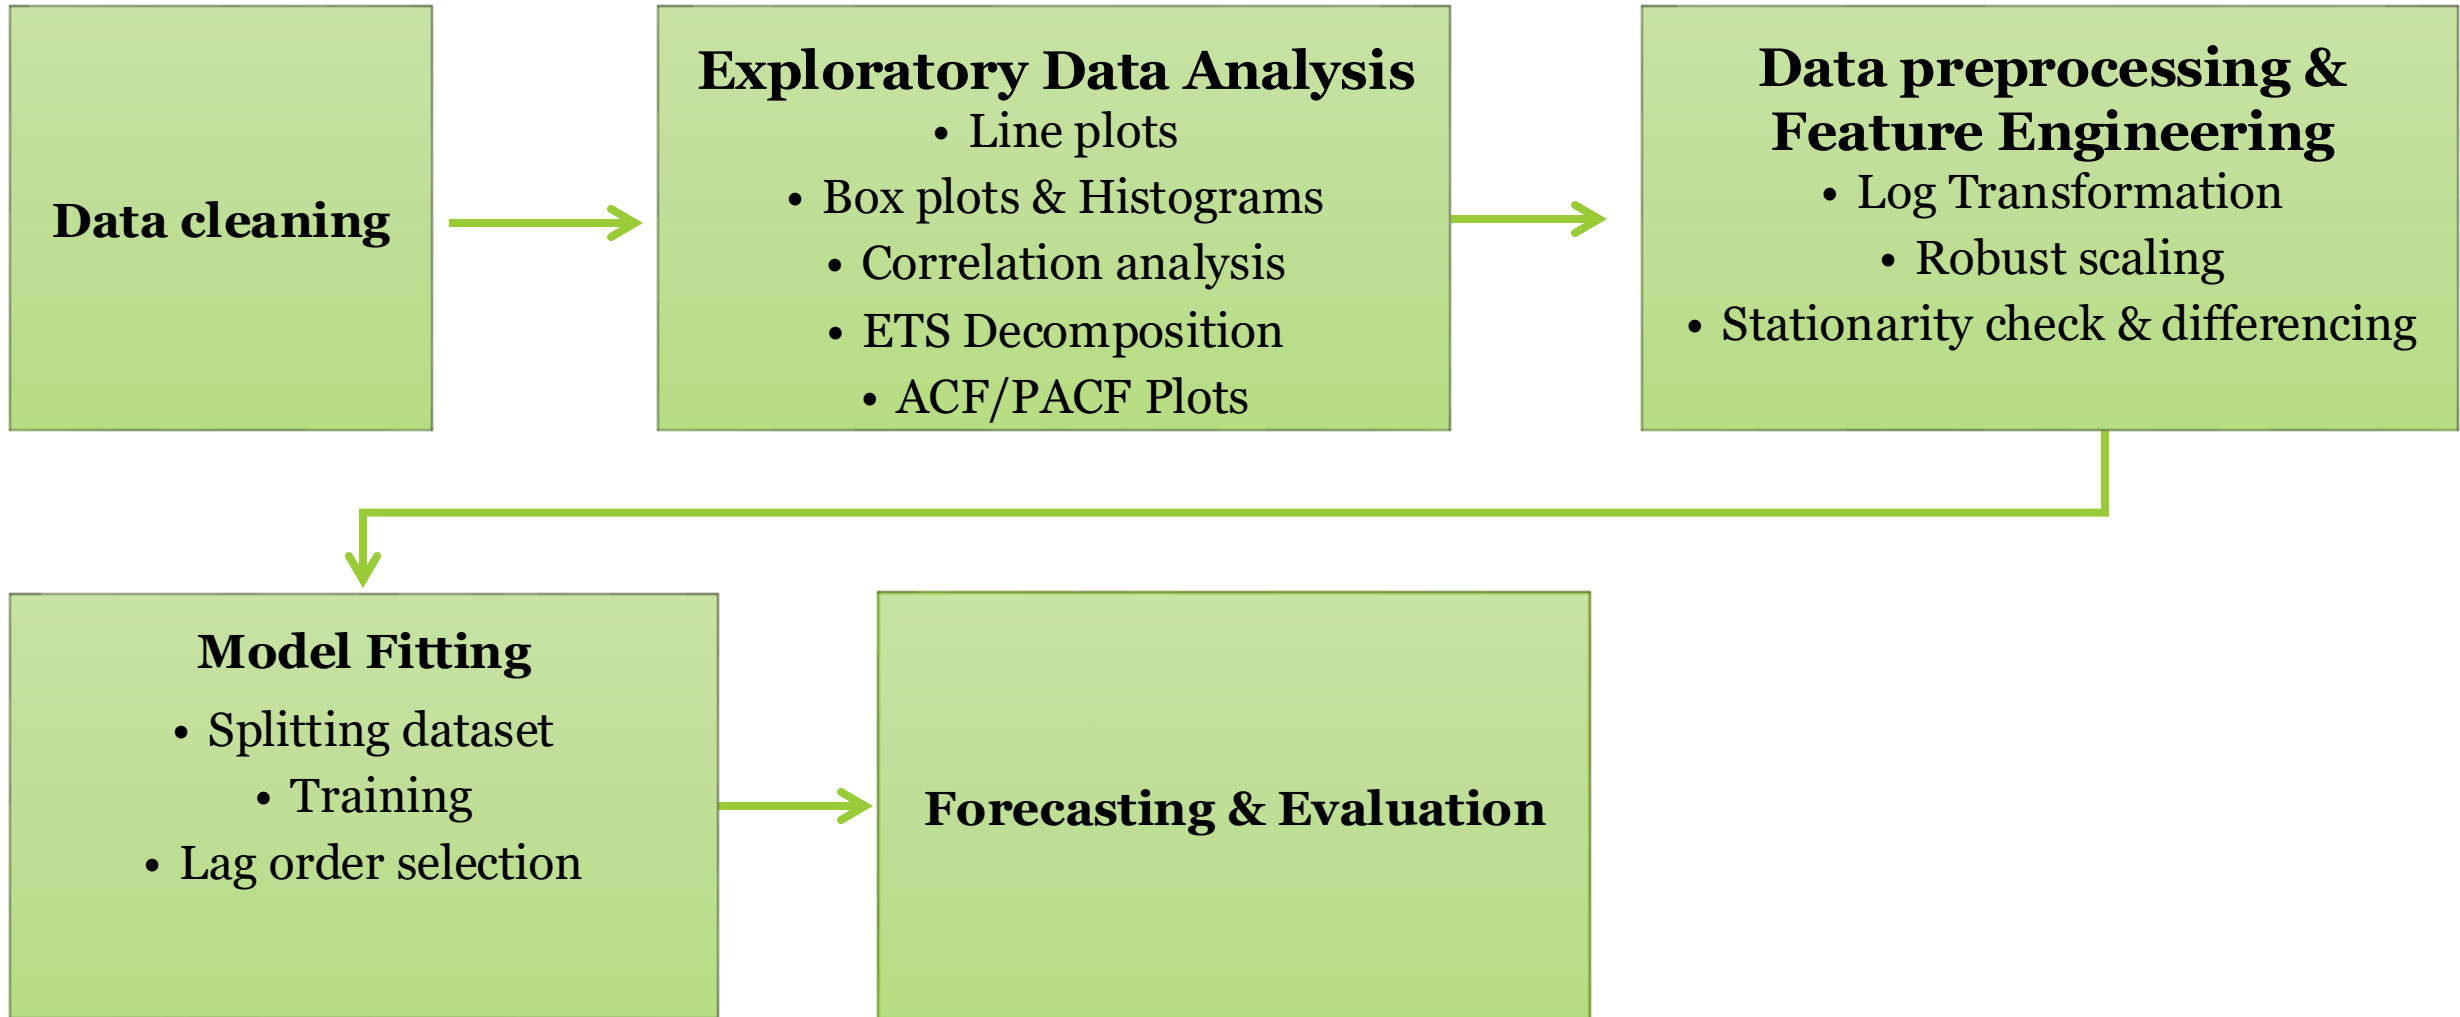 Data cleaning
Exploratory Data Analysis
• Line plots
• Box plots & Histograms
• Correlation analysis
• ETS Decomposition
• ACF/PACF Plots
Data preprocessing &
Feature Engineering
• Log Transformation
• Robust scaling
• Stationarity check & differencing
Model Fitting
• Splitting dataset
• Training
• Lag order selection
Forecasting & Evaluation